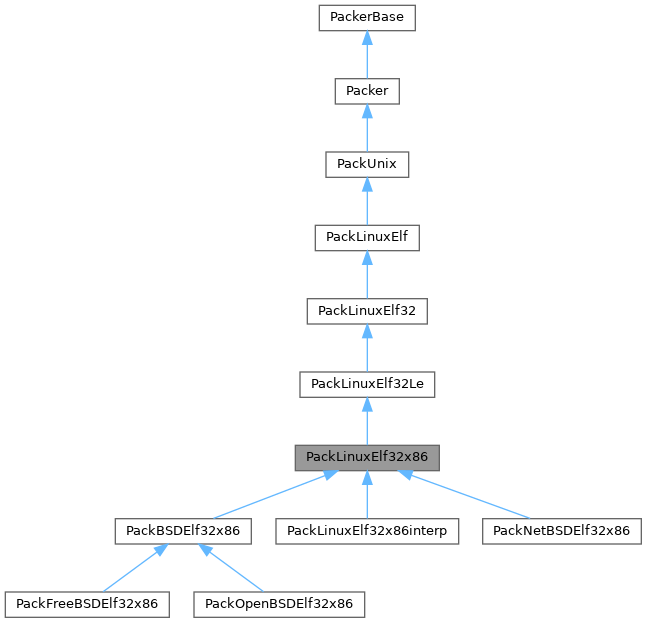 PackerBase
Packer
PackUnix
PackLinuxElf
PackLinuxElf32
PackLinuxElf32Le
PackLinuxElf32x86
PackBSDElf32x86
PackLinuxElf32x86interp
PackNetBSDElf32x86
PackFreeBSDElf32x86
PackOpenBSDElf32x86